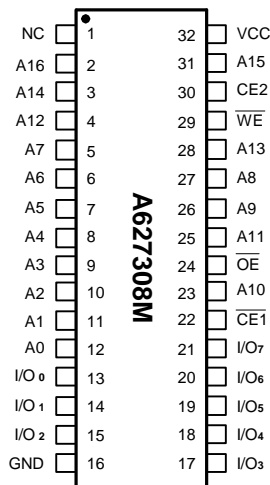 NC 1 32 VCC
A16 2 31 A15
A14 3 30 CE2
A12 4 29 WE
A7 5 28 A13
A6 6 27 A8
A5 7 26 A9
A4 8 25 A11
A3 9 24 OE
A2 10 23 A10
A1 11 22 CE1
A0 12 21 I/O7
I/O 0 13 20 I/O6
I/O 1 14 19 I/O5
I/O 2 15 18 I/O4
GND 16 17 I/O3
A627308M